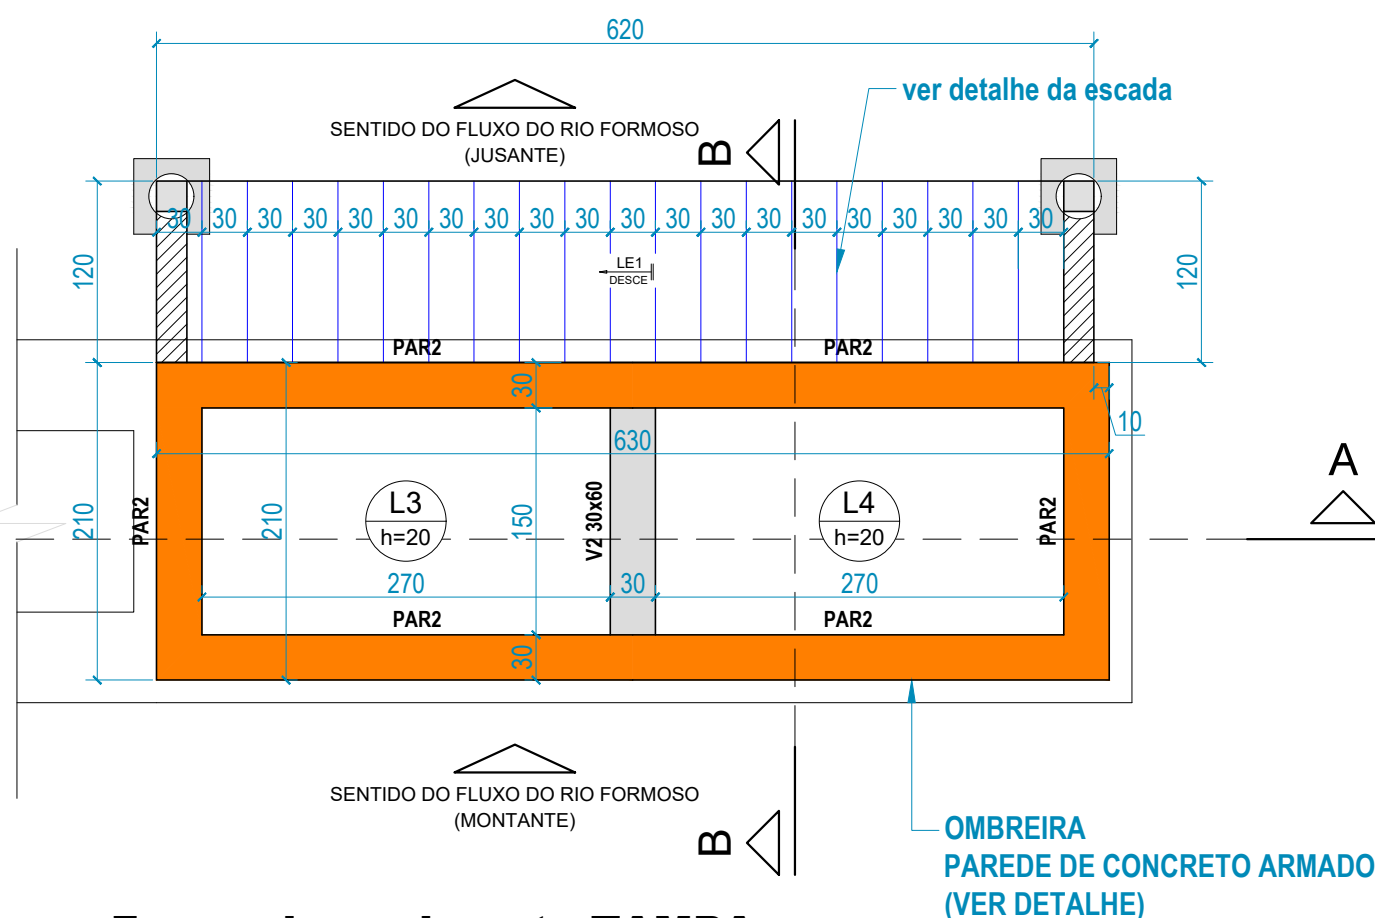 620
ver detalhe da escada
SENTIDO DO FLUXO DO RIO FORMOSO
(JUSANTE)
B
30 30 30 30 30 30 30 30 30 30 30 30 30 30 30 30 30 30 30 30
120
LE1
DESCE
120
PAR2
PAR2
30
10
630
A
L3
h=20
L4
h=20
210
PAR2
210
150
V2 30x60
PAR2
270
30
270
PAR2
PAR2
30
SENTIDO DO FLUXO DO RIO FORMOSO
(MONTANTE)
B
OMBREIRA
PAREDE DE CONCRETO ARMADO
(VER DETALHE)